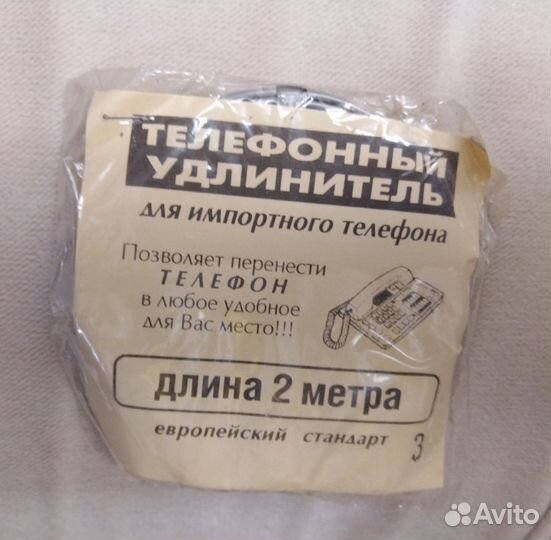 ТЕЛЕФОННЫЙ
УДЛИНИТЕЛЬ
для импортного телефона
Позволяет перенести
ТЕЛЕФОН
в любое удобное
для Вас место!!!
длина 2 метра
европейский стандарт 3
Avito